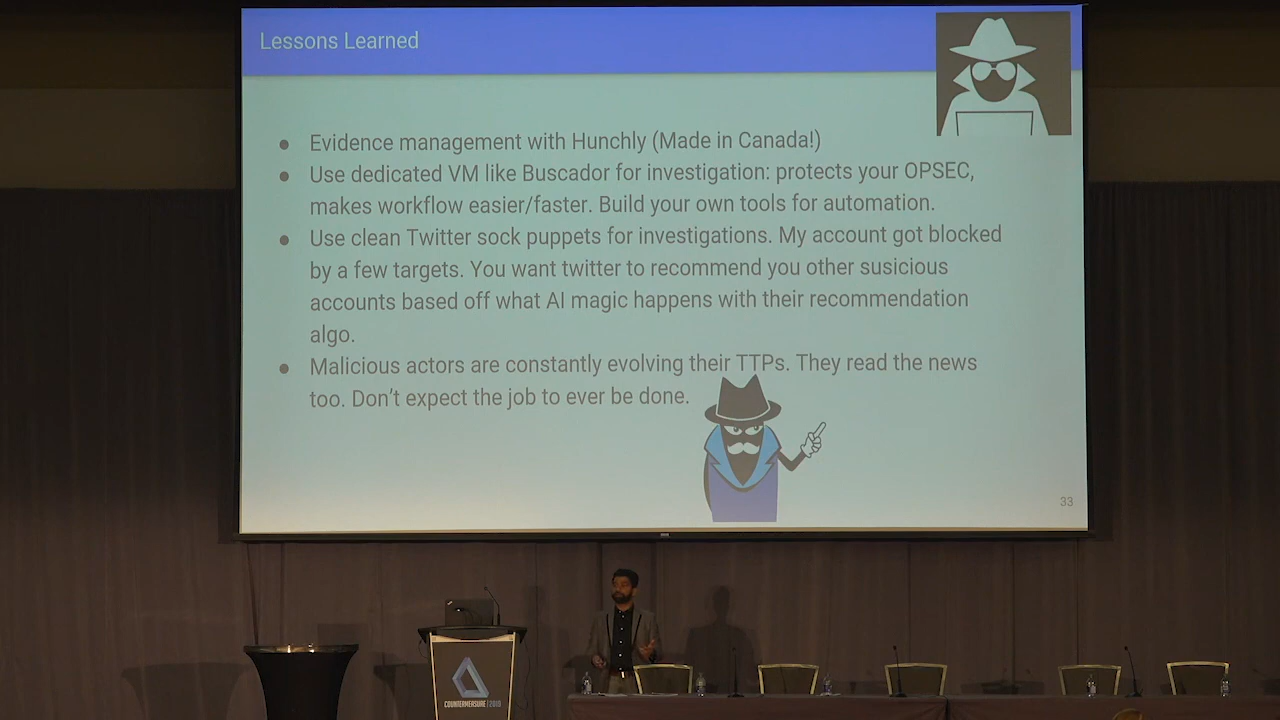 Lessons Learned
Evidence management with Hunchly (Made in Canada!)
Use dedicated VM like Buscador for investigation: protects your OPSEC,
makes workflow easier/faster. Build your own tools for automation.
Use clean Twitter sock puppets for investigations. My account got blocked
by a few targets. You want twitter to recommend you other susicious
accounts based off what AI magic happens with their recommendation
algo.
Malicious actors are constantly evolving their TTPs. They read the news
too. Don't expect the job to ever be done.
33
COUNTERMEASURE | 2019